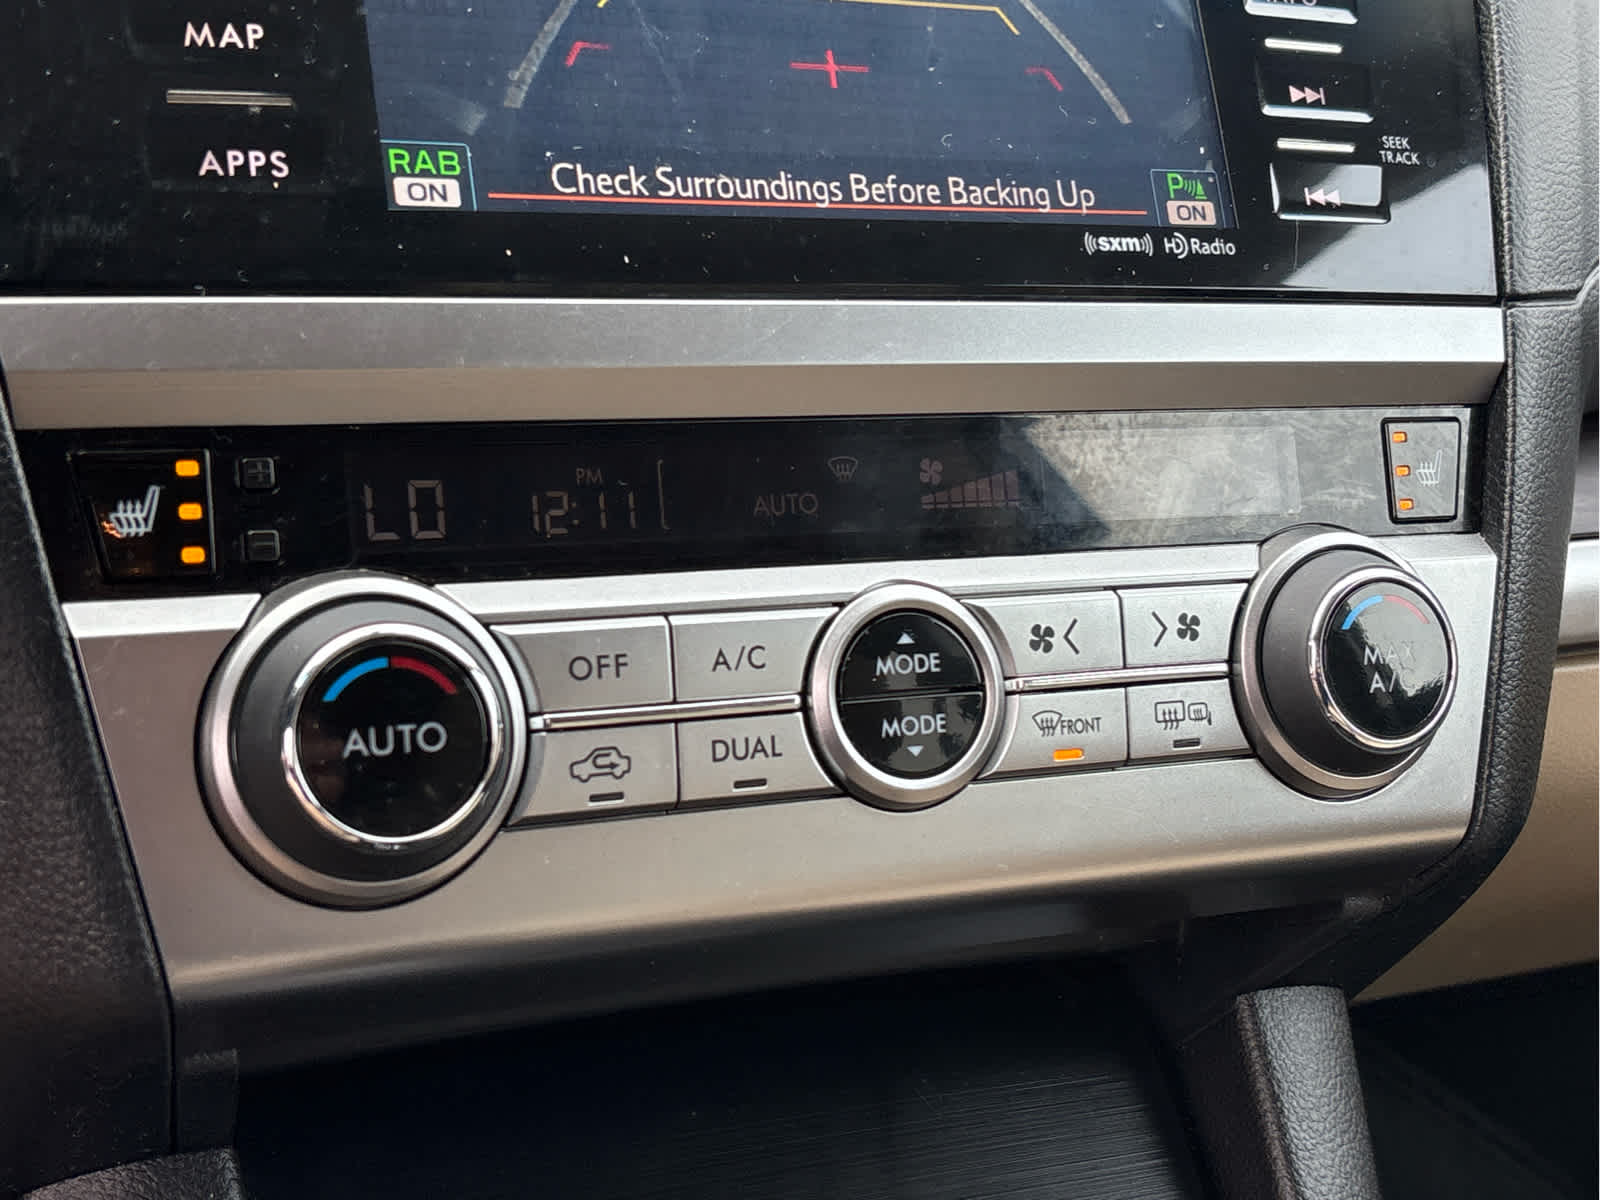 MAP
APPS
RAB
ON
Check Surroundings Before Backing Up
P
ON
SEEK
TRACK
((sxm)) HD Radio
LO
PM
12:11
AUTO
AUTO
OFF
A/C
DUAL
MODE
MODE
FRONT
MAX
A/C